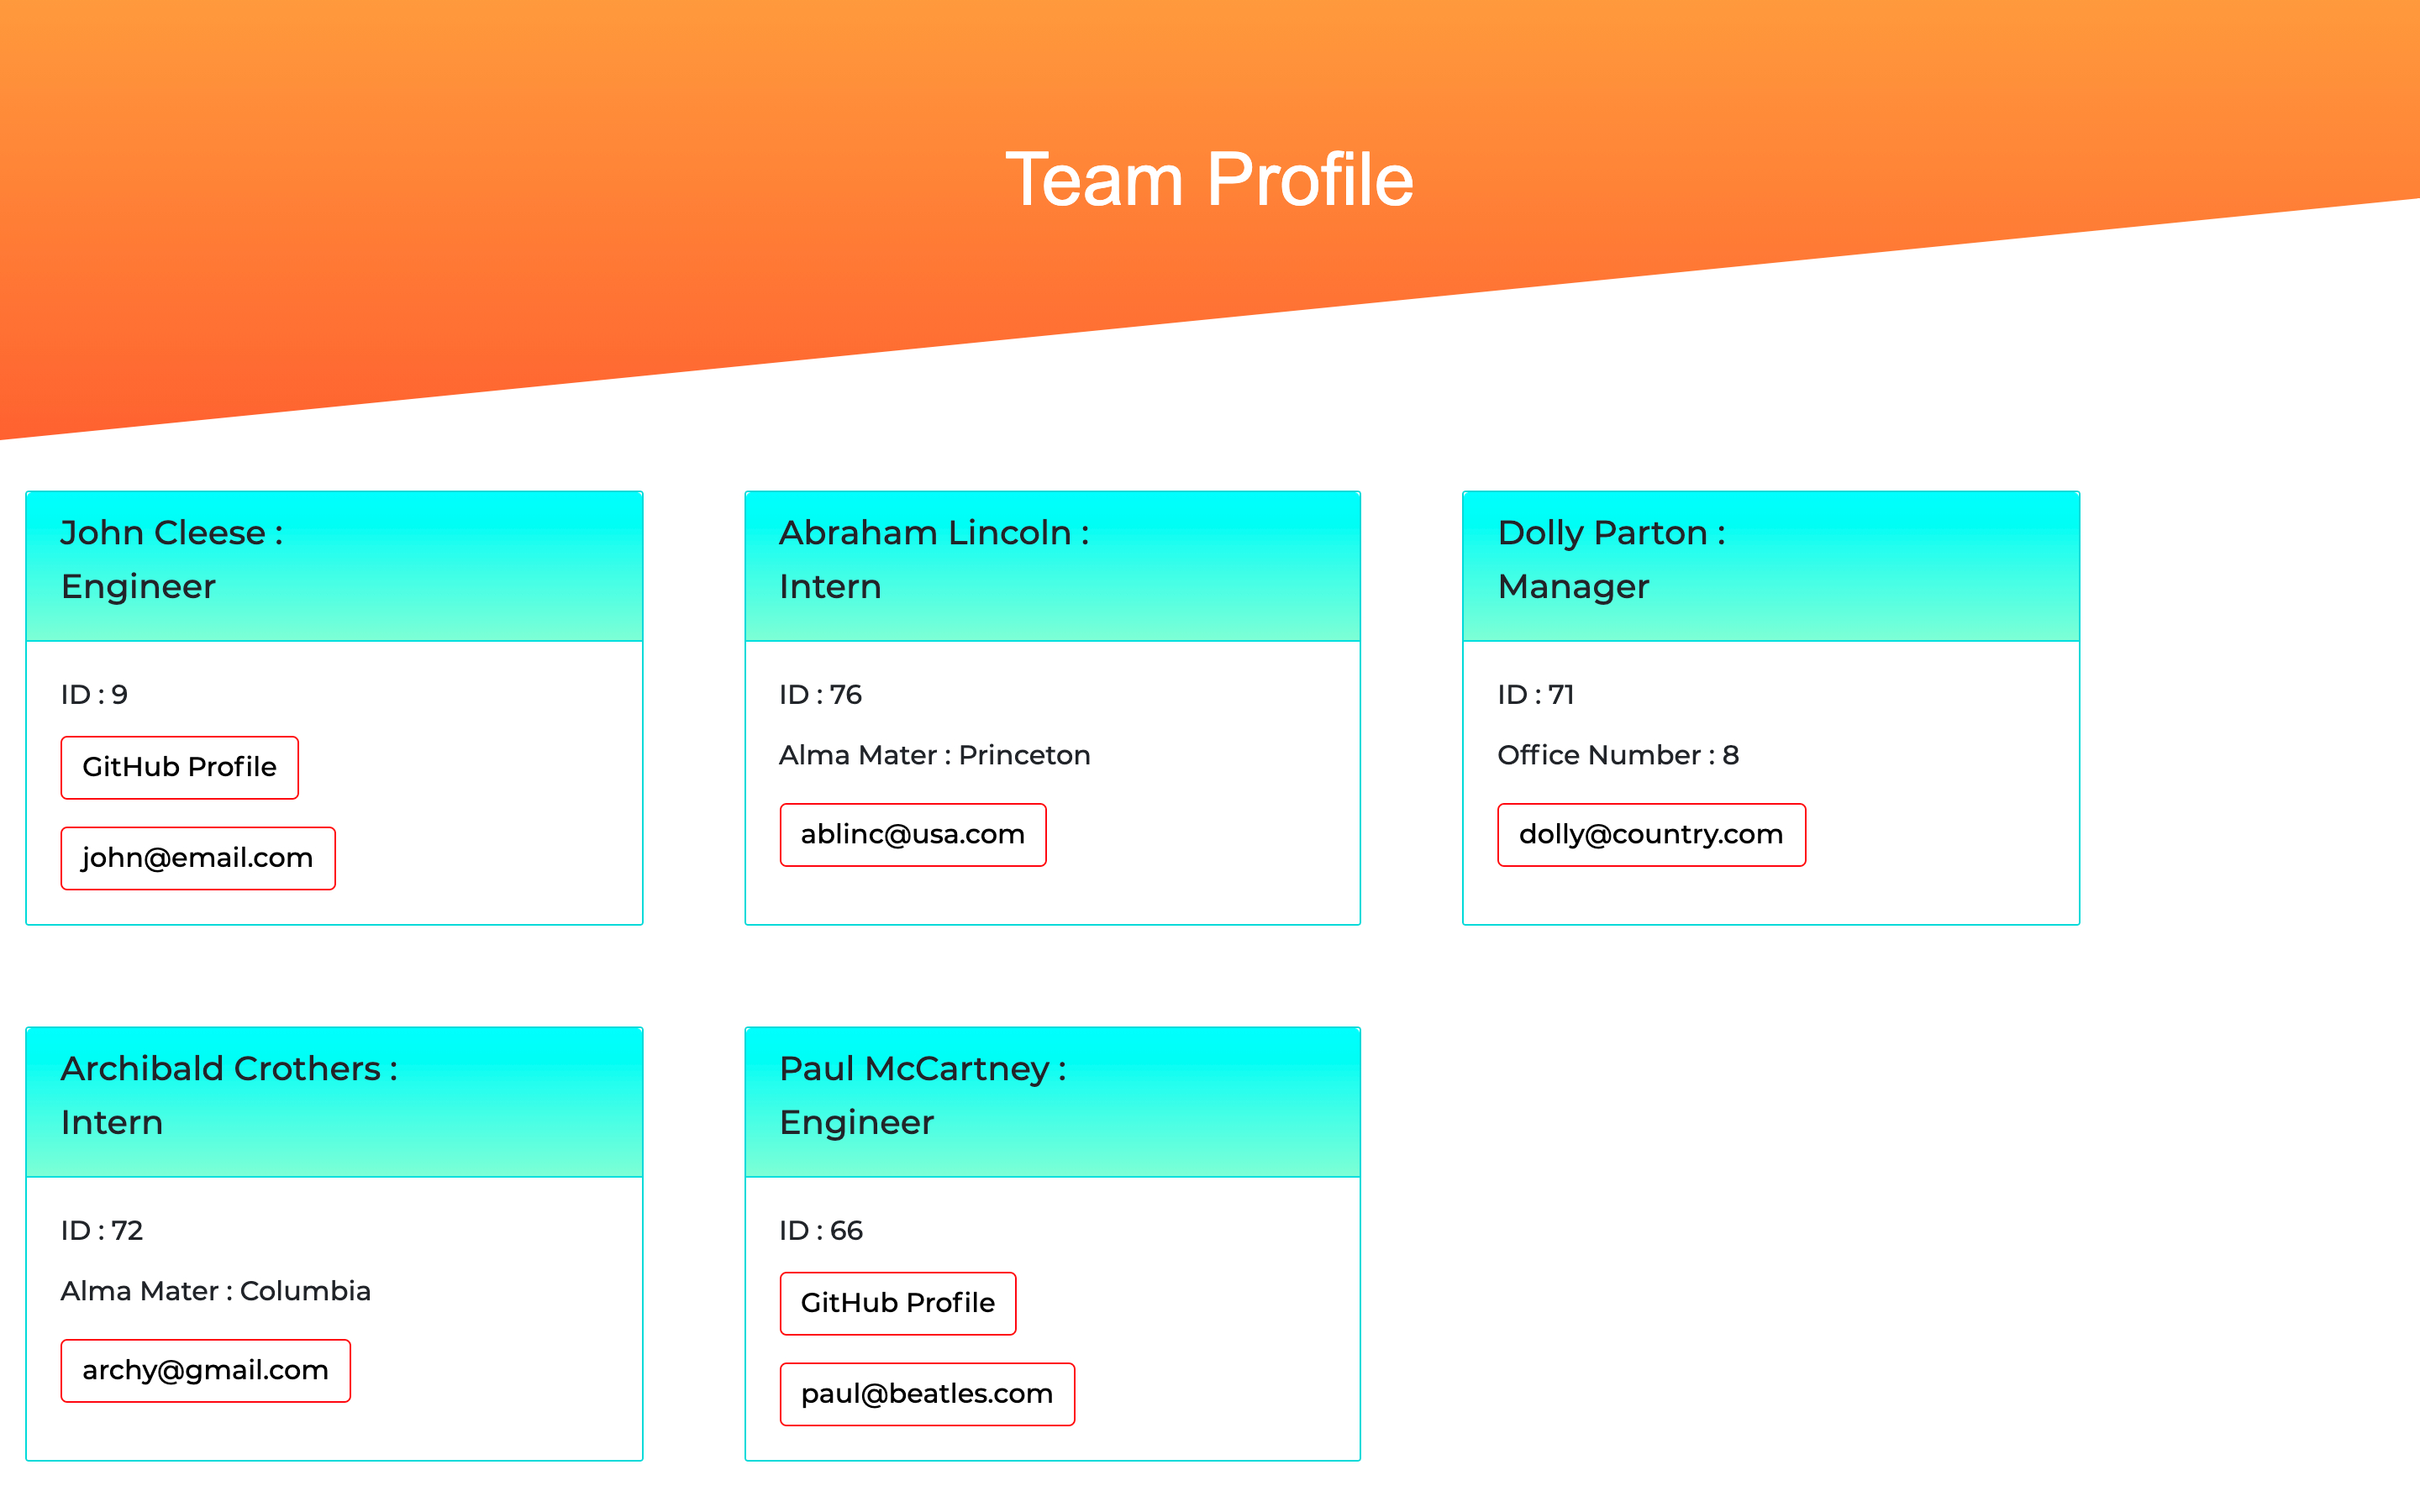 Team Profile
John Cleese :
Engineer
ID : 9
GitHub Profile
john@email.com
Abraham Lincoln :
Intern
ID : 76
Alma Mater : Princeton
ablinc@usa.com
Dolly Parton :
Manager
ID : 71
Office Number : 8
dolly@country.com
Archibald Crothers :
Intern
ID : 72
Alma Mater : Columbia
archy@gmail.com
Paul McCartney :
Engineer
ID : 66
GitHub Profile
paul@beatles.com